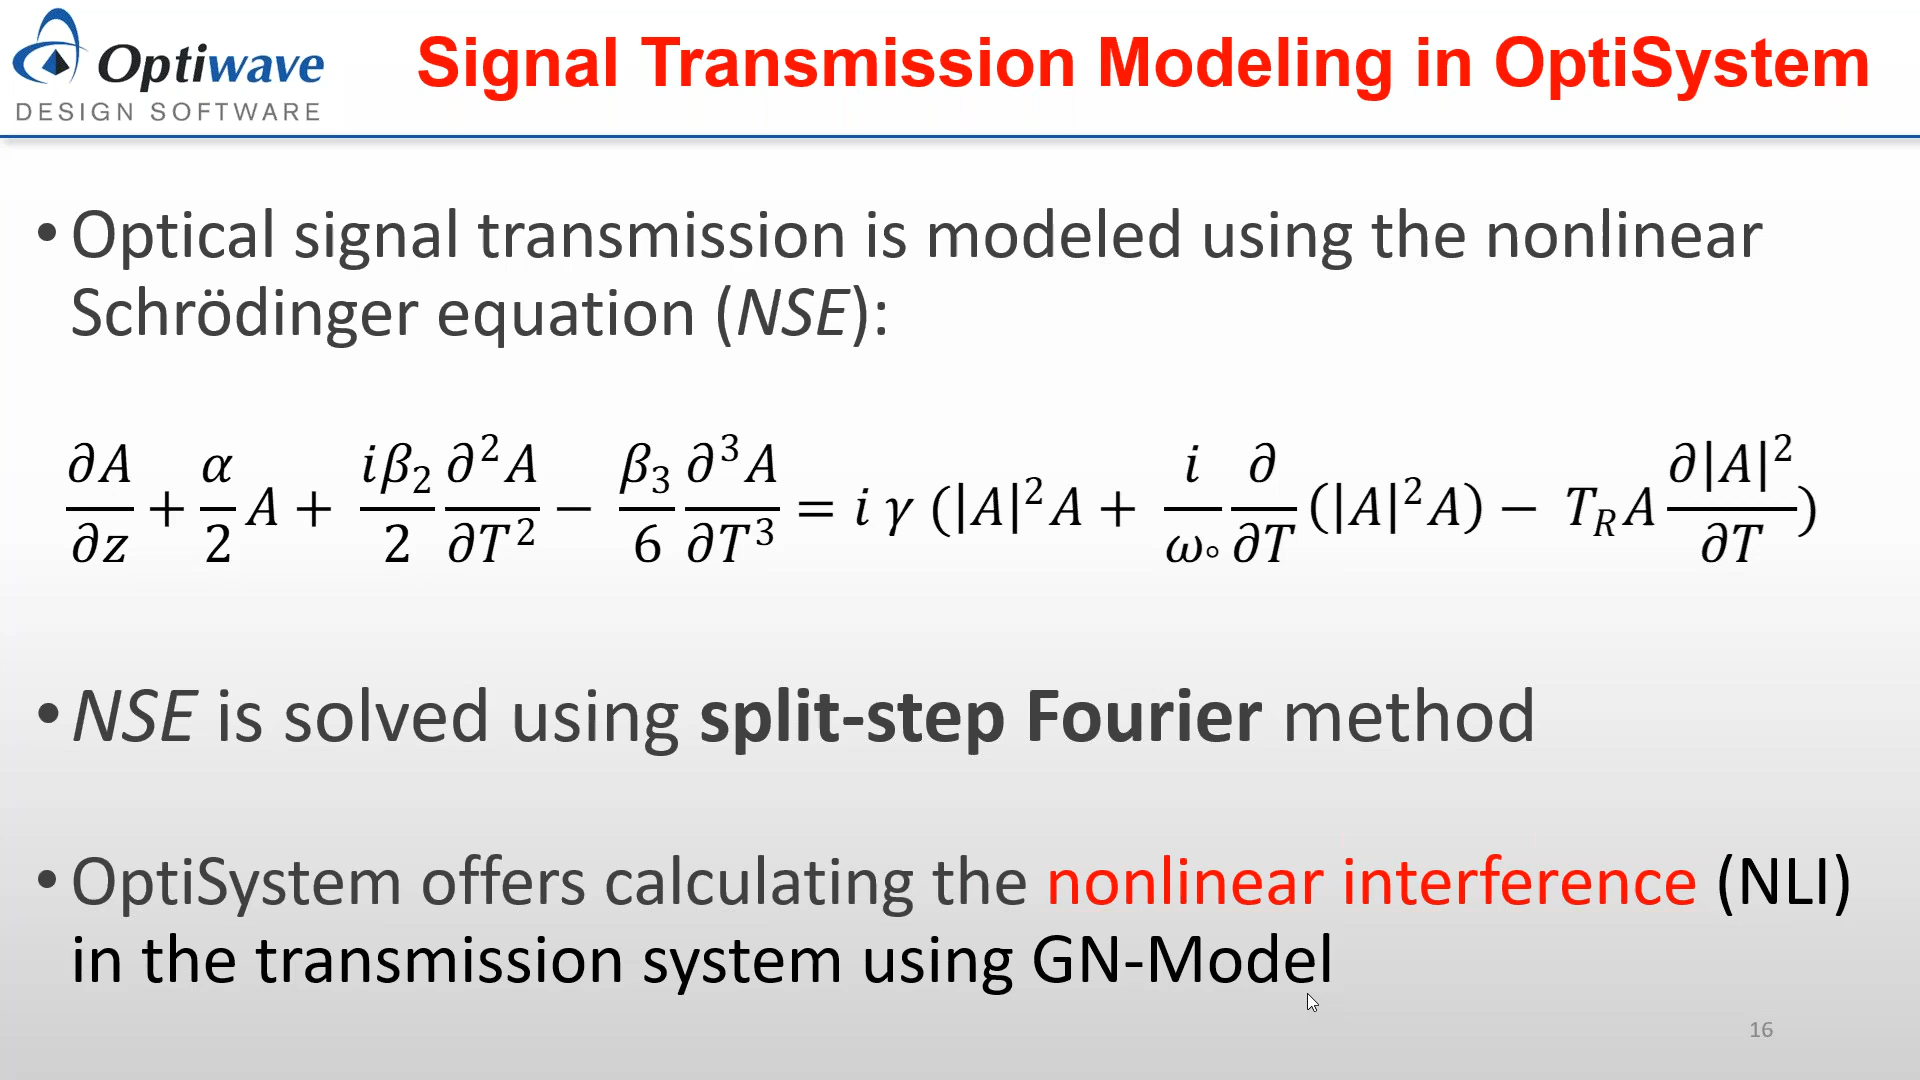 Optiwave
DESIGN SOFTWARE
Signal Transmission Modeling in OptiSystem
• Optical signal transmission is modeled using the nonlinear
Schrödinger equation (NSE):
∂A/∂z + α/2 A + iβ₂/2 ∂²A/∂T² − β₃/6 ∂³A/∂T³ = i γ (|A|²A + i/ω∘ ∂/∂T (|A|²A) − T_R A ∂|A|²/∂T)
• NSE is solved using split-step Fourier method
• OptiSystem offers calculating the nonlinear interference (NLI)
in the transmission system using GN-Model
16